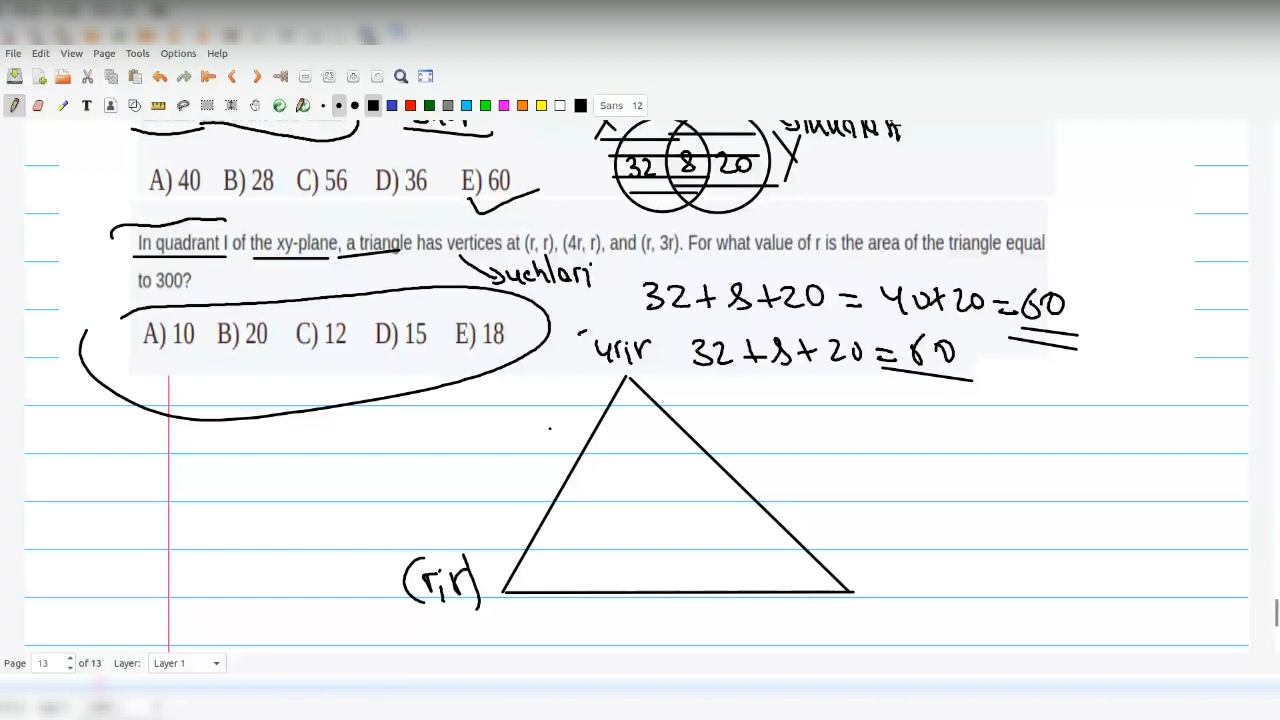 File Edit View Page Tools Options Help
Sans 12
A) 40 B) 28 C) 56 D) 36 E) 60
32 8 20
In quadrant I of the xy-plane, a triangle has vertices at (r, r), (4r, r), and (r, 3r). For what value of r is the area of the triangle equal
to 300?
uchlari
32+8+20=40+20=60
A) 10 B) 20 C) 12 D) 15 E) 18
4r;r 32+8+20=60
(r;r)
Page 13 of 13 Layer: Layer 1